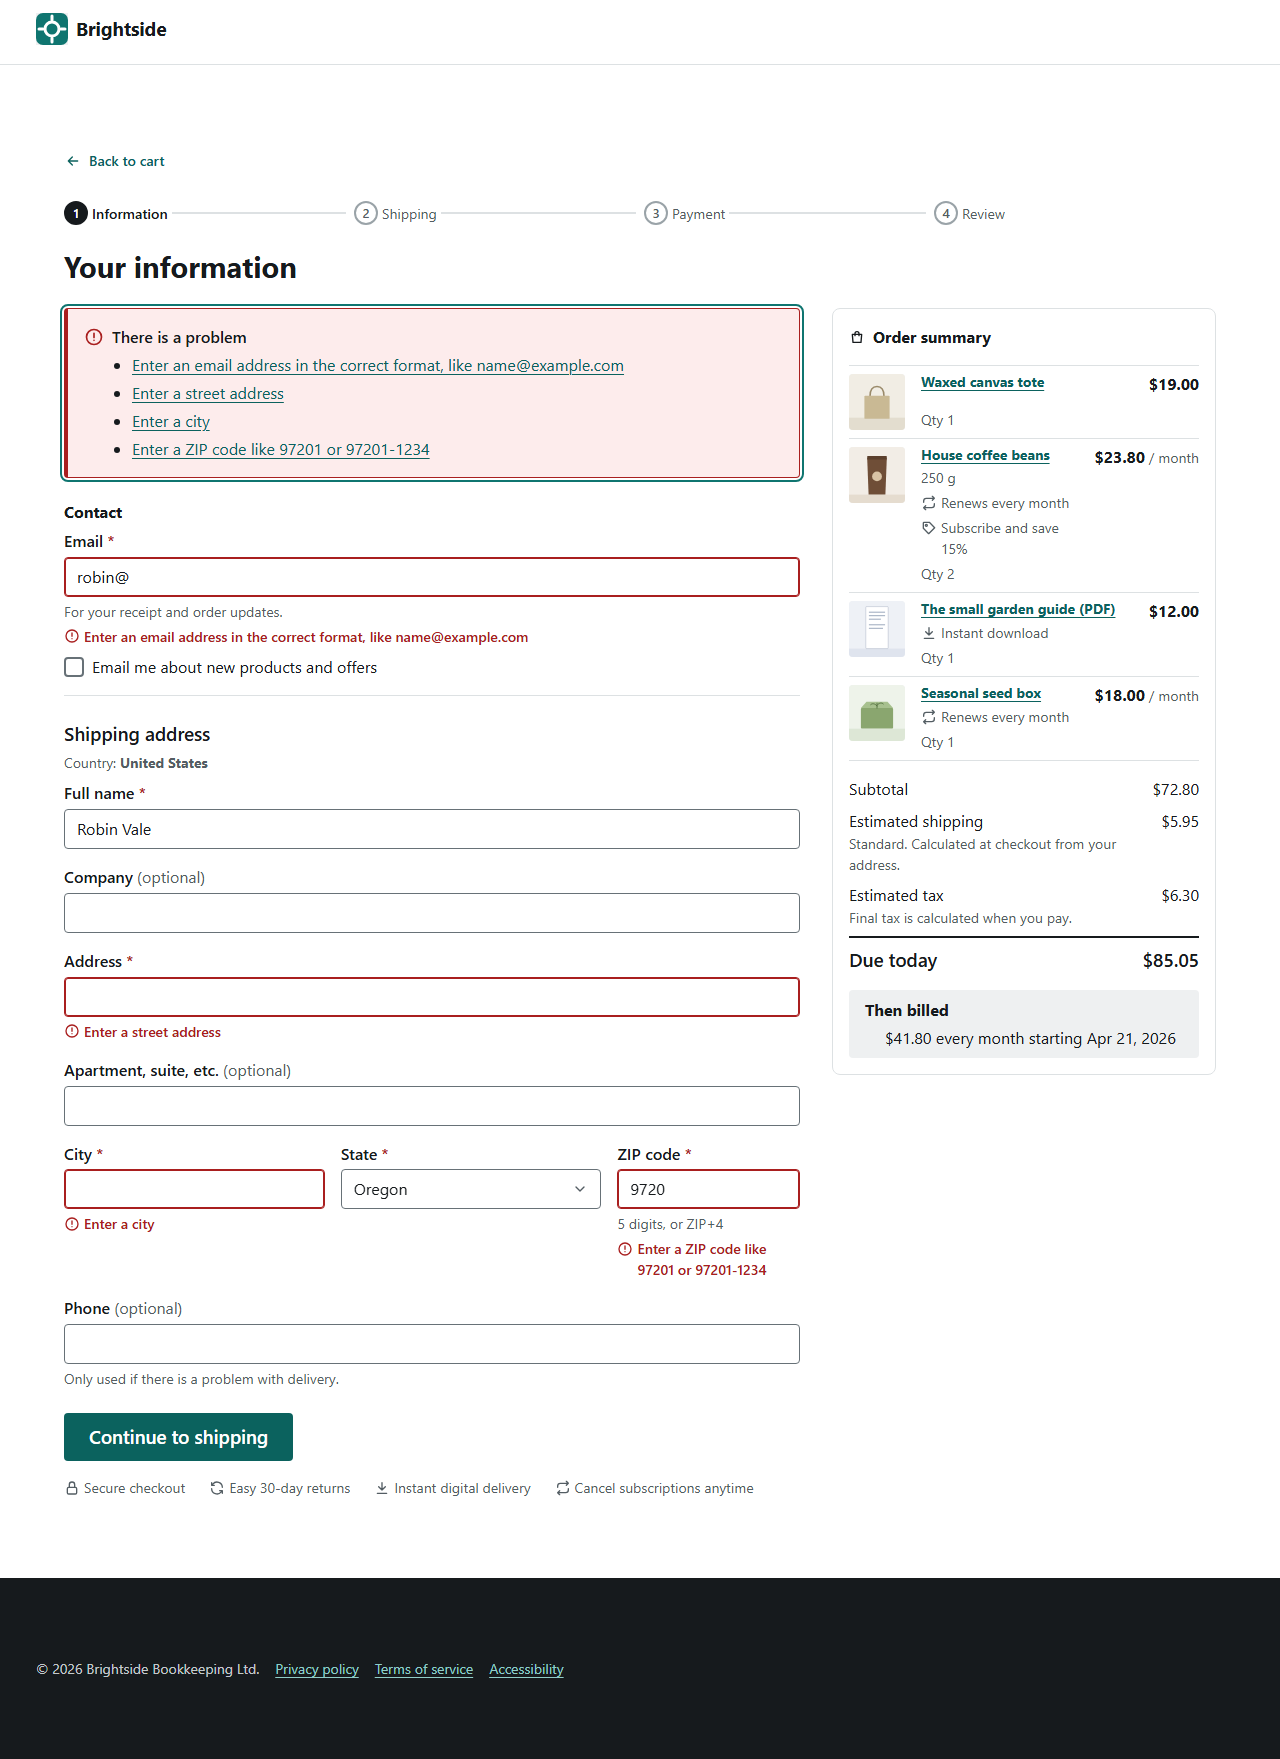 Brightside
Back to cart
1 Information
2 Shipping
3 Payment
4 Review
Your information
There is a problem
Enter an email address in the correct format, like name@example.com
Enter a street address
Enter a city
Enter a ZIP code like 97201 or 97201-1234
Contact
Email *
robin@
For your receipt and order updates.
Enter an email address in the correct format, like name@example.com
Email me about new products and offers
Shipping address
Country: United States
Full name *
Robin Vale
Company (optional)
Address *
Enter a street address
Apartment, suite, etc. (optional)
City *
Enter a city
State *
Oregon
ZIP code *
9720
5 digits, or ZIP+4
Enter a ZIP code like
97201 or 97201-1234
Phone (optional)
Only used if there is a problem with delivery.
Continue to shipping
Secure checkout
Easy 30-day returns
Instant digital delivery
Cancel subscriptions anytime
Order summary
Waxed canvas tote
$19.00
Qty 1
House coffee beans
$23.80 / month
250 g
Renews every month
Subscribe and save
15%
Qty 2
The small garden guide (PDF)
$12.00
Instant download
Qty 1
Seasonal seed box
$18.00 / month
Renews every month
Qty 1
Subtotal
$72.80
Estimated shipping
$5.95
Standard. Calculated at checkout from your
address.
Estimated tax
$6.30
Final tax is calculated when you pay.
Due today
$85.05
Then billed
$41.80 every month starting Apr 21, 2026
© 2026 Brightside Bookkeeping Ltd.
Privacy policy
Terms of service
Accessibility